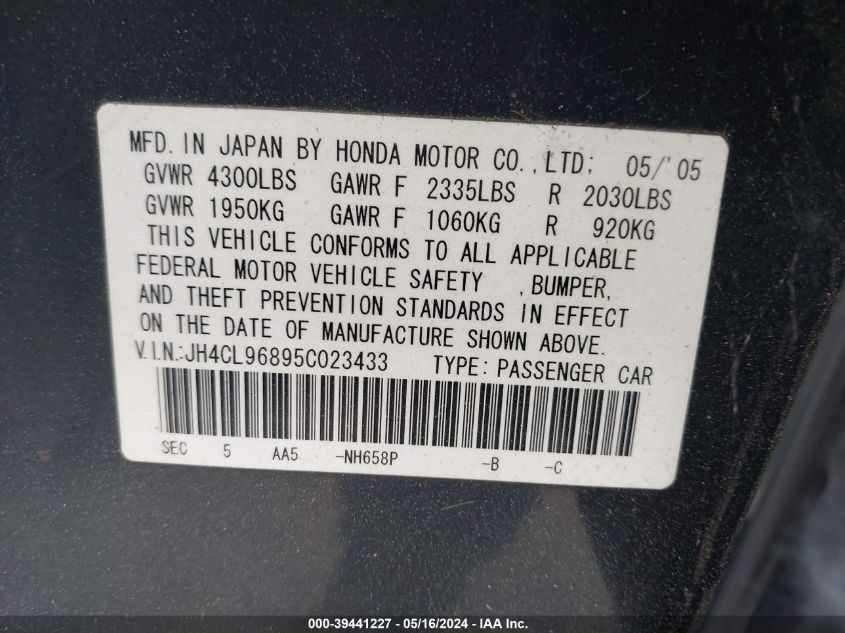 MFD. IN JAPAN BY HONDA MOTOR CO., LTD; 05/'05
GVWR 4300LBS GAWR F 2335LBS R 2030LBS
GVWR 1950KG GAWR F 1060KG R 920KG
THIS VEHICLE CONFORMS TO ALL APPLICABLE
FEDERAL MOTOR VEHICLE SAFETY ,BUMPER,
AND THEFT PREVENTION STANDARDS IN EFFECT
ON THE DATE OF MANUFACTURE SHOWN ABOVE.
V.I.N.:JH4CL96895C023433 TYPE: PASSENGER CAR
SEC 5 AA5 -NH658P -B -C
000-39441227 - 05/16/2024 - IAA, Inc.